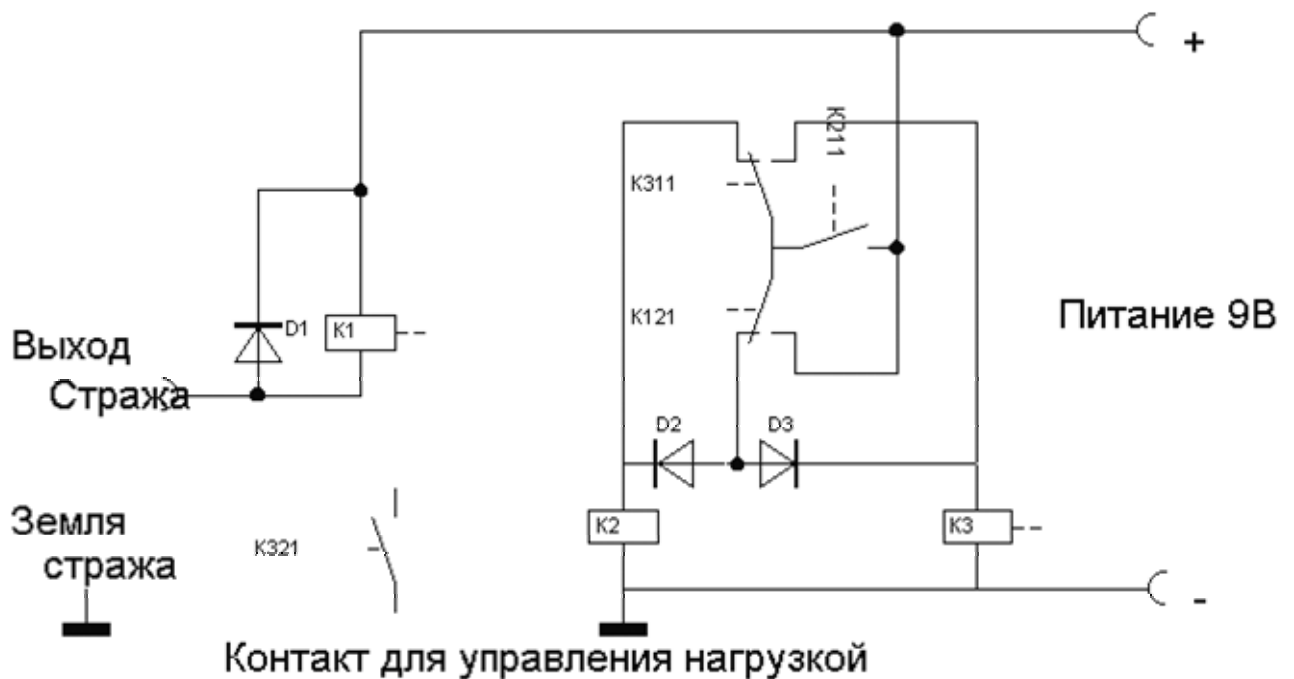 +
K211
K311
K121
Питание 9В
D1
K1
Выход
Стража
D2
D3
Земля
стража
K321
K2
K3
-
Контакт для управления нагрузкой